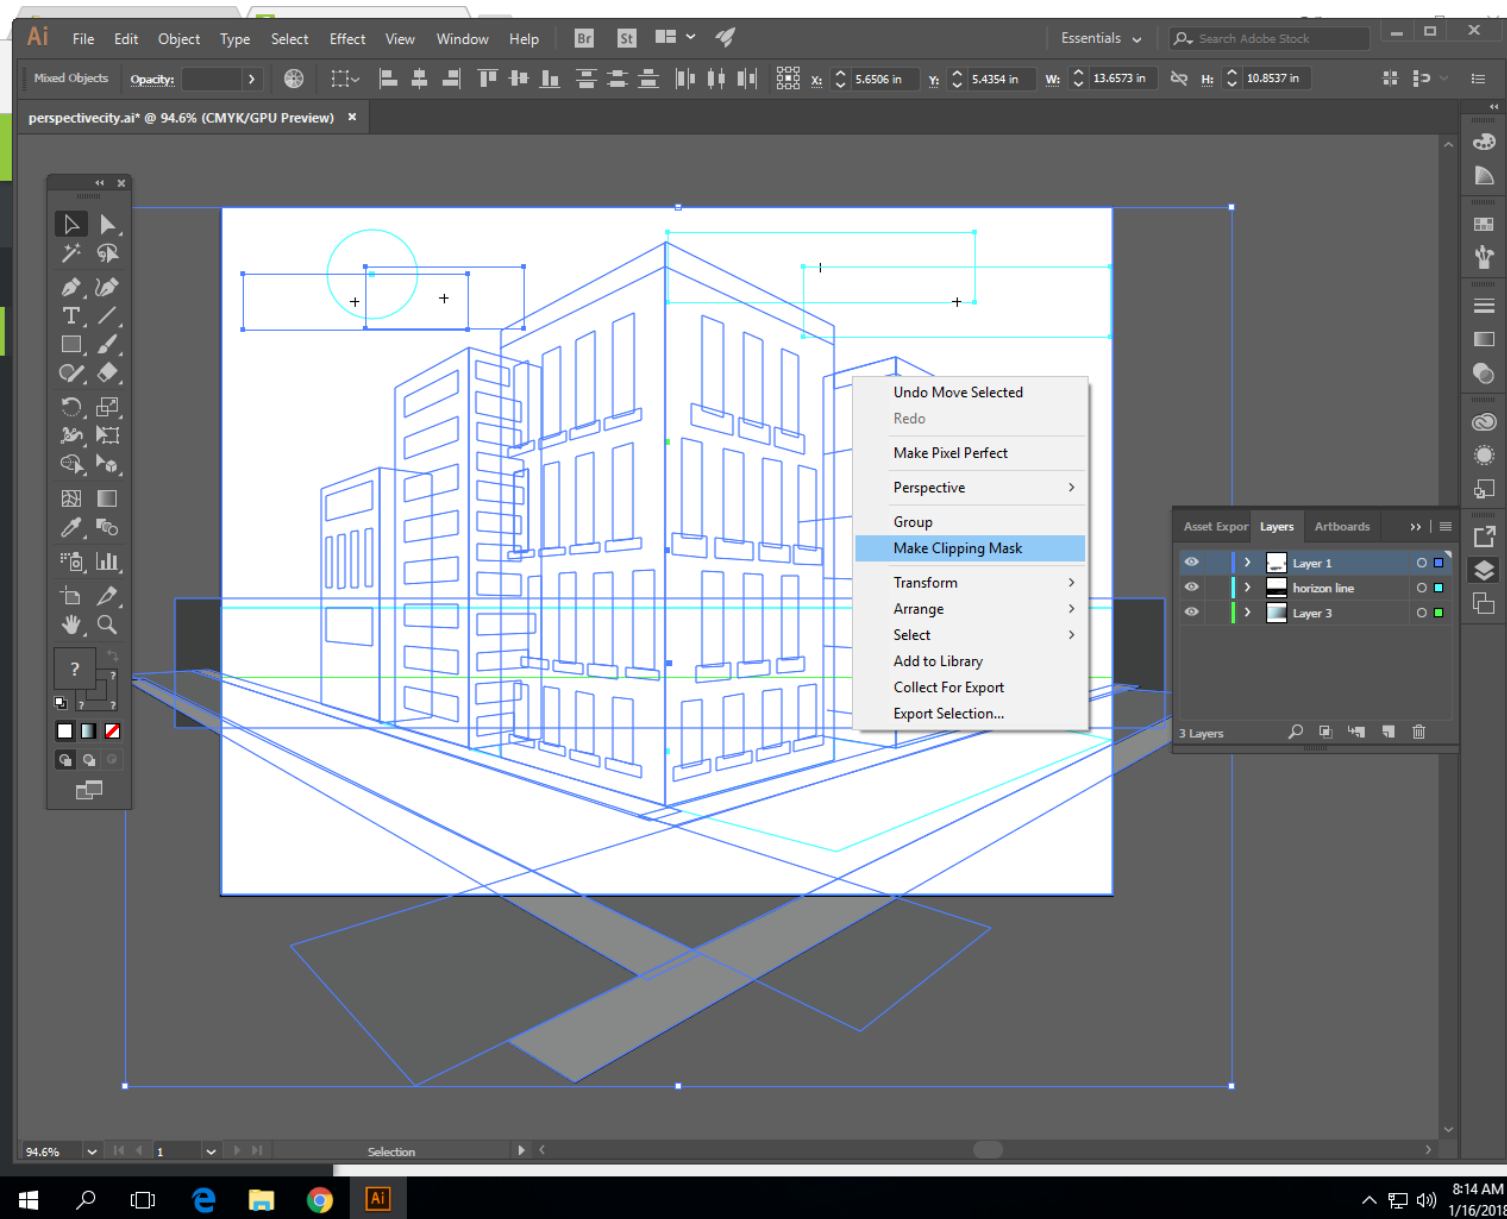 Ai File Edit Object Type Select Effect View Window Help Br St Essentials Search Adobe Stock
Mixed Objects Opacity: X: 5.6506 in Y: 5.4354 in W: 13.6573 in H: 10.8537 in
perspectivecity.ai* @ 94.6% (CMYK/GPU Preview) ×
T
?
?
? ?
Undo Move Selected
Redo
Make Pixel Perfect
Perspective
Group
Make Clipping Mask
Transform
Arrange
Select
Add to Library
Collect For Export
Export Selection...
Asset Expor Layers Artboards
Layer 1
horizon line
Layer 3
3 Layers
94.6% 1 Selection
Ai
8:14 AM
1/16/2018